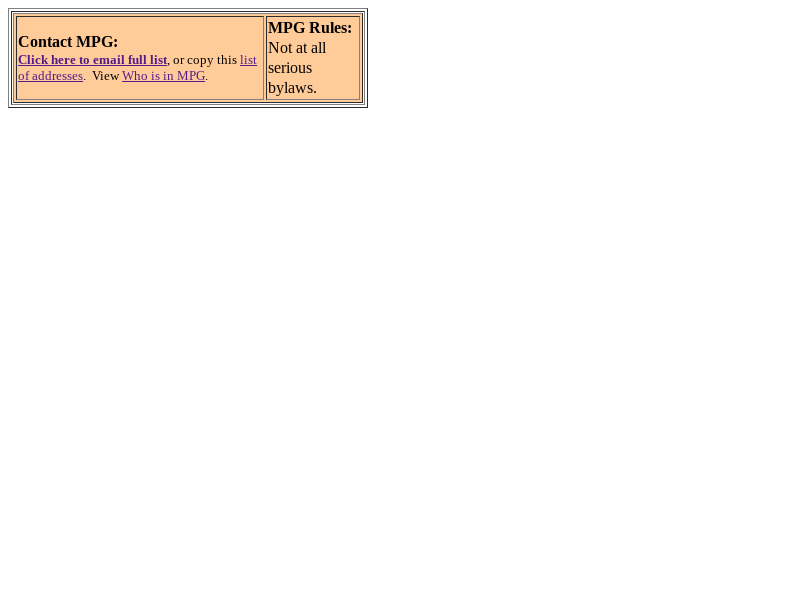 Contact MPG:
Click here to email full list, or copy this list
of addresses.  View Who is in MPG.
MPG Rules:
Not at all
serious
bylaws.